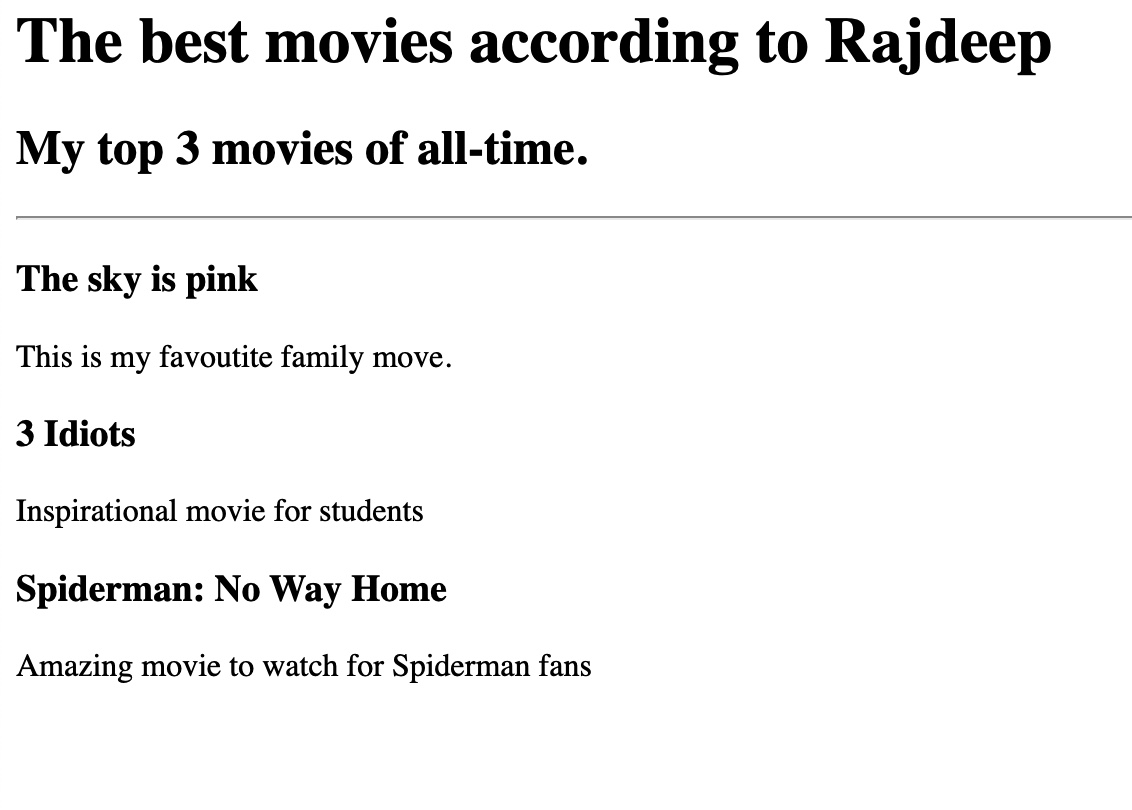 The best movies according to Rajdeep
My top 3 movies of all-time.
The sky is pink
This is my favoutite family move.
3 Idiots
Inspirational movie for students
Spiderman: No Way Home
Amazing movie to watch for Spiderman fans